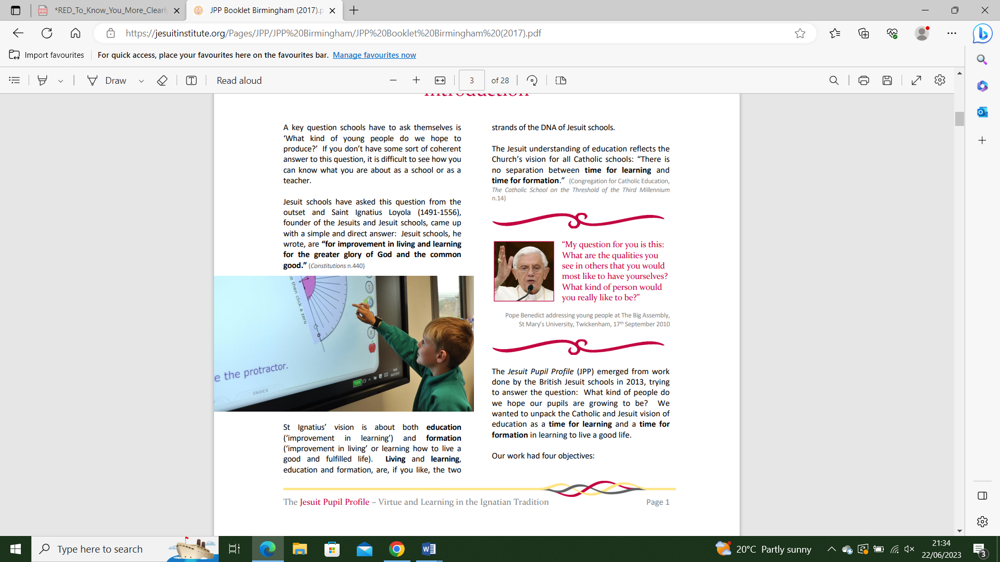 *RED_To_Know_You_More_Clearly
JPP Booklet Birmingham (2017).p
https://jesuitinstitute.org/Pages/JPP/JPP%20Birmingham/JPP%20Booklet%20Birmingham%20(2017).pdf
Import favourites
For quick access, place your favourites here on the favourites bar. Manage favourites now
Draw
Read aloud
3 of 28
Introduction
A key question schools have to ask themselves is
‘What kind of young people do we hope to
produce?’ If you don’t have some sort of coherent
answer to this question, it is difficult to see how you
can know what you are about as a school or as a
teacher.
Jesuit schools have asked this question from the
outset and Saint Ignatius Loyola (1491-1556),
founder of the Jesuits and Jesuit schools, came up
with a simple and direct answer: Jesuit schools, he
wrote, are “for improvement in living and learning
for the greater glory of God and the common
good.” (Constitutions n.440)
e then click a zero
5
6
8
0
e the protractor.
INDEX
100%
St Ignatius’ vision is about both education
(‘improvement in learning’) and formation
(‘improvement in living’ or learning how to live a
good and fulfilled life). Living and learning,
education and formation, are, if you like, the two
strands of the DNA of Jesuit schools.
The Jesuit understanding of education reflects the
Church’s vision for all Catholic schools: “There is
no separation between time for learning and
time for formation.” (Congregation for Catholic Education,
The Catholic School on the Threshold of the Third Millennium
n.14)
“My question for you is this:
What are the qualities you
see in others that you would
most like to have yourselves?
What kind of person would
you really like to be?”
Pope Benedict addressing young people at The Big Assembly,
St Mary’s University, Twickenham, 17th September 2010
The Jesuit Pupil Profile (JPP) emerged from work
done by the British Jesuit schools in 2013, trying
to answer the question: What kind of people do
we hope our pupils are growing to be? We
wanted to unpack the Catholic and Jesuit vision of
education as a time for learning and a time for
formation in learning to live a good life.
Our work had four objectives:
The Jesuit Pupil Profile – Virtue and Learning in the Ignatian Tradition
Page 1
Type here to search
20°C Partly sunny
21:34
22/06/2023
3